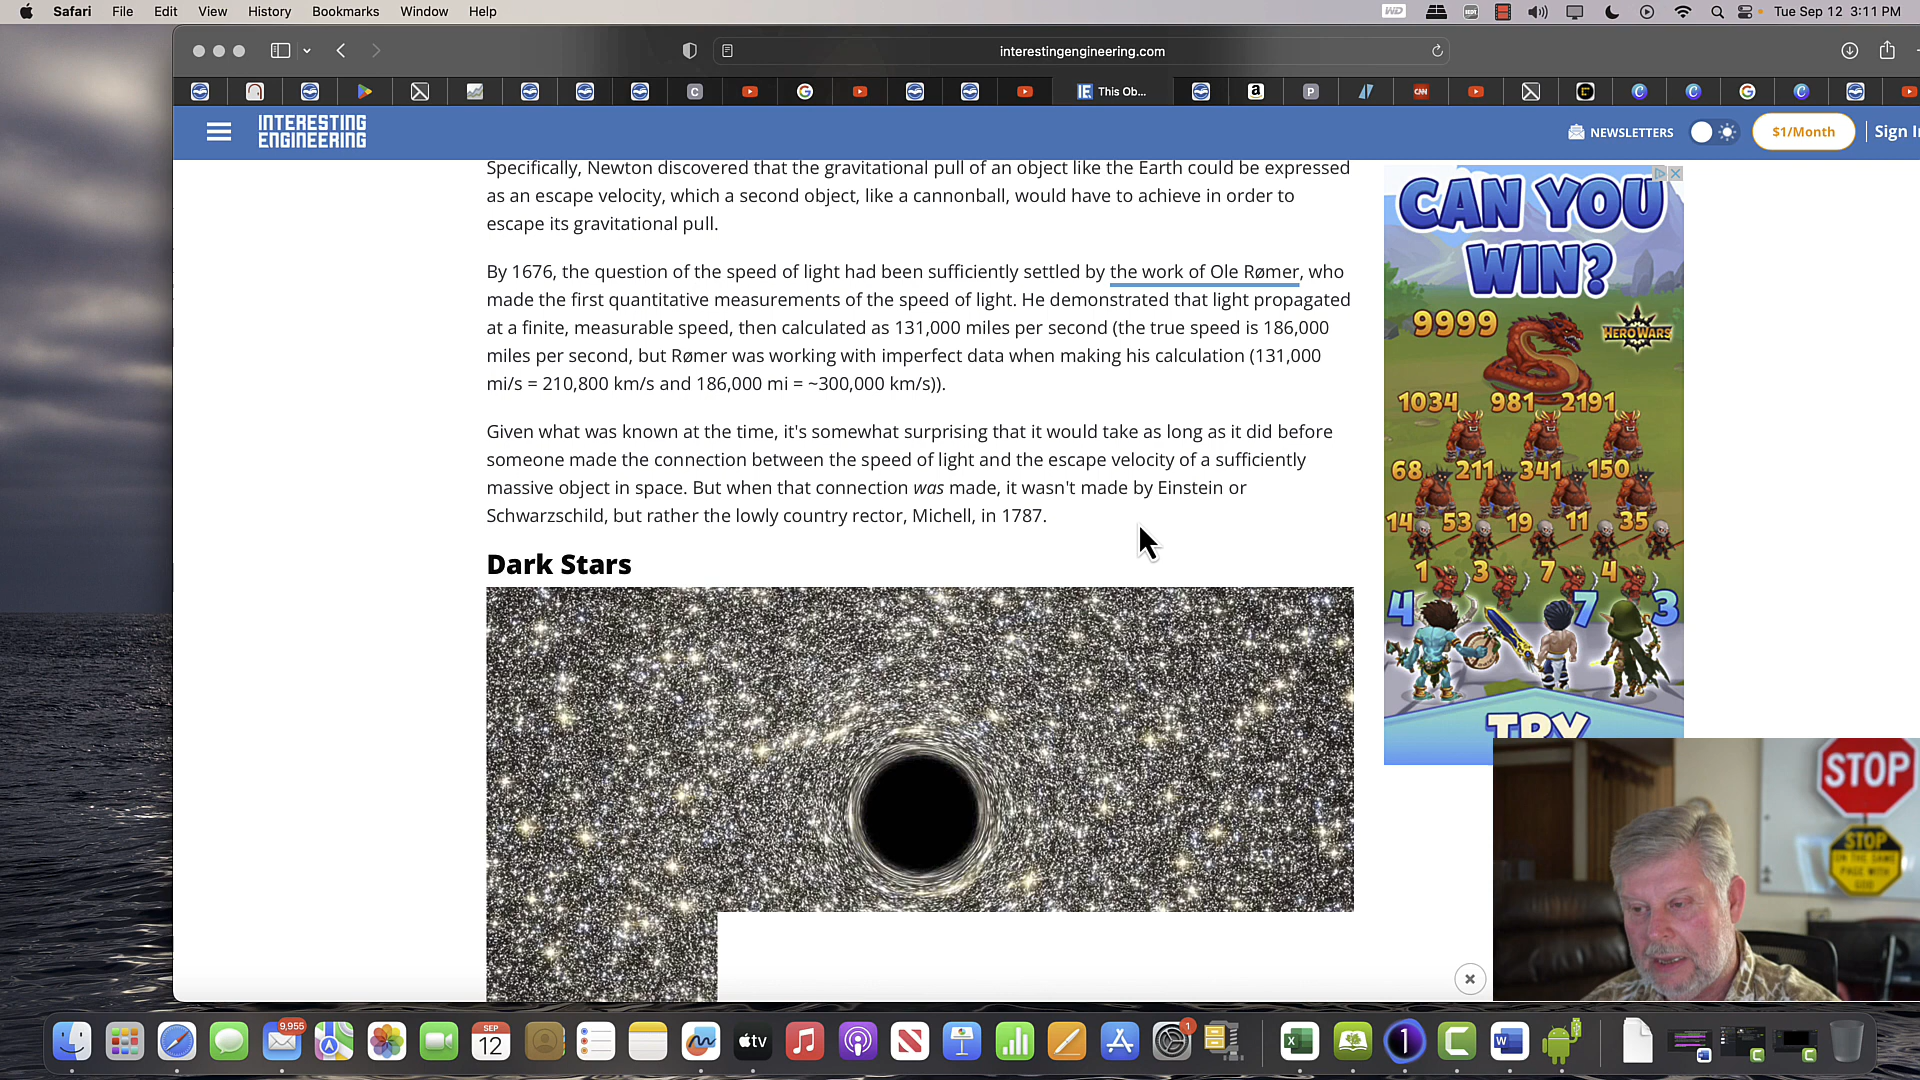 Safari File Edit View History Bookmarks Window Help
WD
Tue Sep 12 3:11 PM
interestingengineering.com
C
This Ob...
a
P
CNN
INTERESTING
ENGINEERING
NEWSLETTERS
$1/Month
Sign I
Specifically, Newton discovered that the gravitational pull of an object like the Earth could be expressed
as an escape velocity, which a second object, like a cannonball, would have to achieve in order to
escape its gravitational pull.
By 1676, the question of the speed of light had been sufficiently settled by the work of Ole Rømer, who
made the first quantitative measurements of the speed of light. He demonstrated that light propagated
at a finite, measurable speed, then calculated as 131,000 miles per second (the true speed is 186,000
miles per second, but Rømer was working with imperfect data when making his calculation (131,000
mi/s = 210,800 km/s and 186,000 mi = ~300,000 km/s)).
Given what was known at the time, it's somewhat surprising that it would take as long as it did before
someone made the connection between the speed of light and the escape velocity of a sufficiently
massive object in space. But when that connection was made, it wasn't made by Einstein or
Schwarzschild, but rather the lowly country rector, Michell, in 1787.
Dark Stars
CAN YOU
WIN?
9999
HERO WARS
1034 981 2191
68 211 341 150
14 53 19 11 35
1 3 7 4
4 7 3
TRY
STOP
STOP
ON THE SAME
PAGE WITH
GOD
9,955
SEP
12
tv
1
1